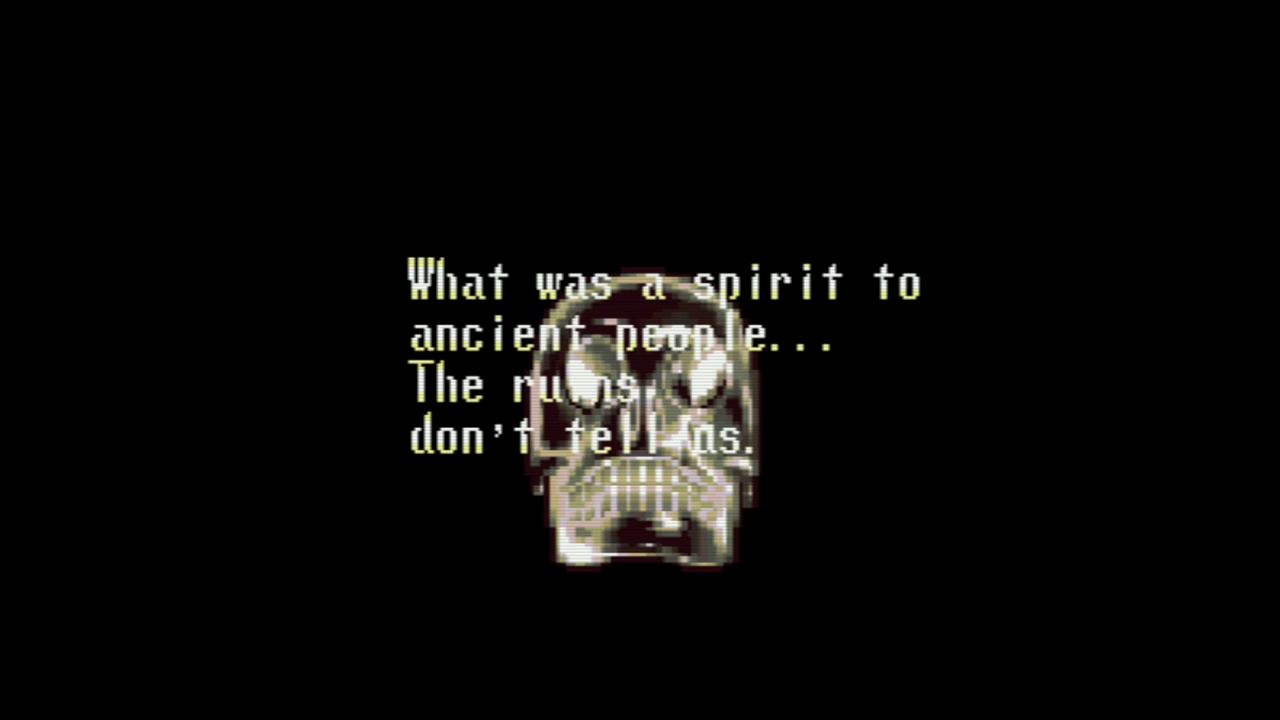 What was a spirit to
ancient people...
The ruins
don't tell us.